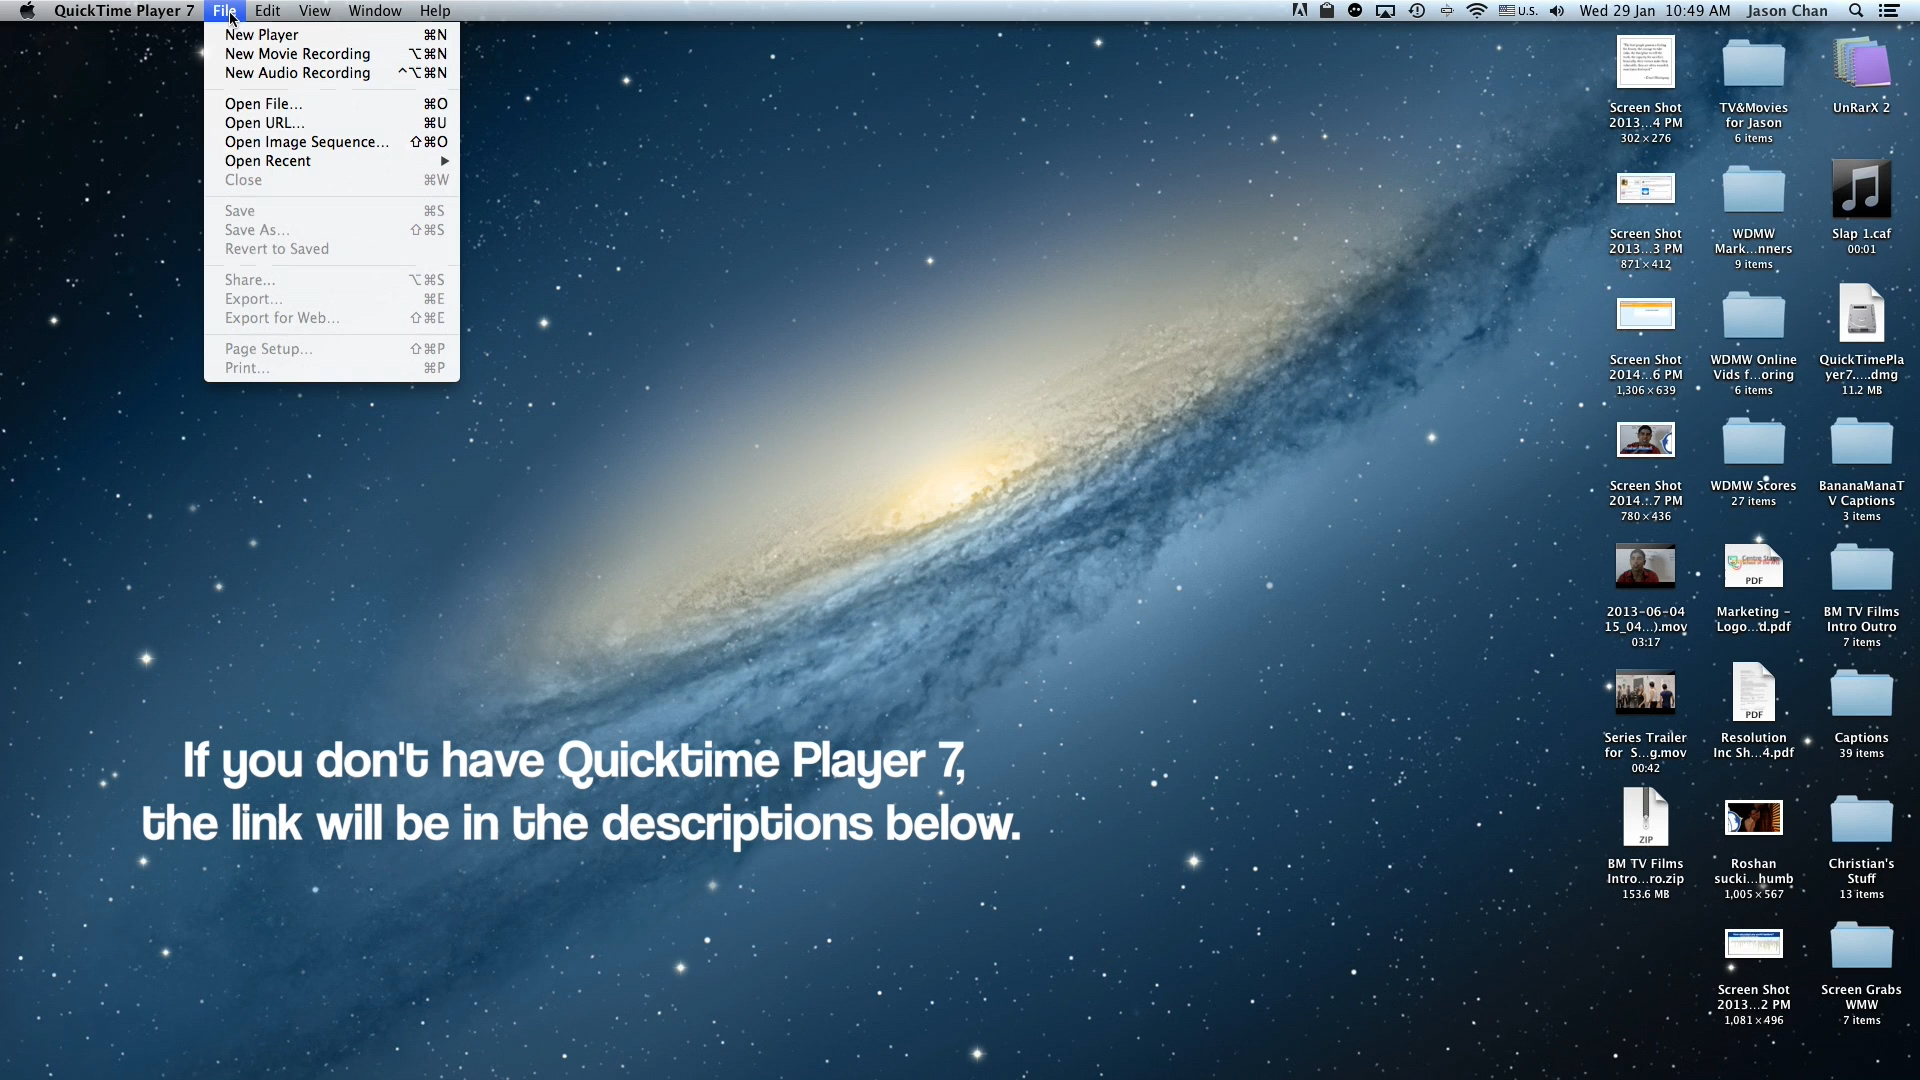 QuickTime Player 7 File Edit View Window Help
U.S. Wed 29 Jan 10:49 AM Jason Chan
New Player ⌘N
New Movie Recording ⌥⌘N
New Audio Recording ^⌥⌘N
Open File... ⌘O
Open URL... ⌘U
Open Image Sequence... ⇧⌘O
Open Recent ▶
Close ⌘W
Save ⌘S
Save As... ⇧⌘S
Revert to Saved
Share... ⌥⌘S
Export... ⌘E
Export for Web... ⇧⌘E
Page Setup... ⇧⌘P
Print... ⌘P
If you don't have Quicktime Player 7,
the link will be in the descriptions below.
Screen Shot
2013...4 PM
302×276
TV&Movies
for Jason
6 items
UnRarX 2
Screen Shot
2013...3 PM
871×412
WDMW
Mark...nners
9 items
Slap 1.caf
00:01
Screen Shot
2014...6 PM
1,306×639
WDMW Online
Vids f...oring
6 items
QuickTimePla
yer7....dmg
11.2 MB
Screen Shot
2014...7 PM
780×436
WDMW Scores
27 items
BananaManaT
V Captions
3 items
2013-06-04
15_04...).mov
03:17
PDF
Marketing -
Logo...d.pdf
BM TV Films
Intro Outro
7 items
Series Trailer
for S...g.mov
00:42
PDF
Resolution
Inc Sh...4.pdf
Captions
39 items
ZIP
BM TV Films
Intro...ro.zip
153.6 MB
Roshan
sucki...humb
1,005×567
Christian's
Stuff
13 items
Screen Shot
2013...2 PM
1,081×496
Screen Grabs
WMW
7 items